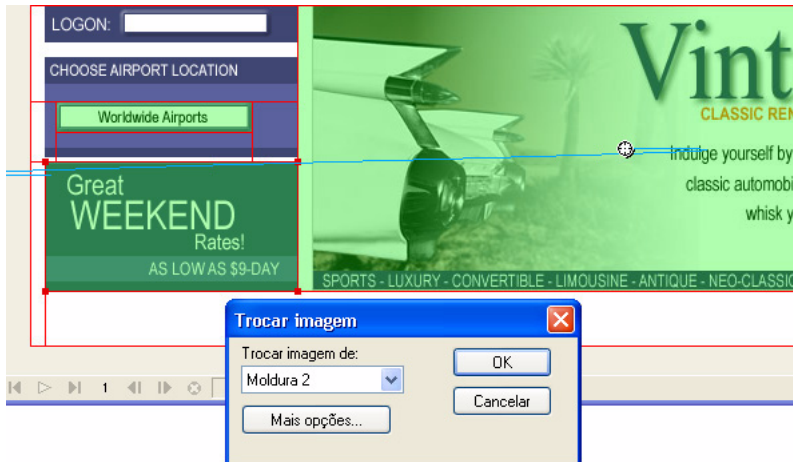 LOGON:
CHOOSE AIRPORT LOCATION
Worldwide Airports
Great
WEEKEND
Rates!
AS LOW AS $9-DAY
Vint
CLASSIC REN
Indulge yourself by
classic automobi
whisk y
SPORTS - LUXURY - CONVERTIBLE - LIMOUSINE - ANTIQUE - NEO-CLASSIC
Trocar imagem
Trocar imagem de:
Moldura 2
Mais opções...
OK
Cancelar
1